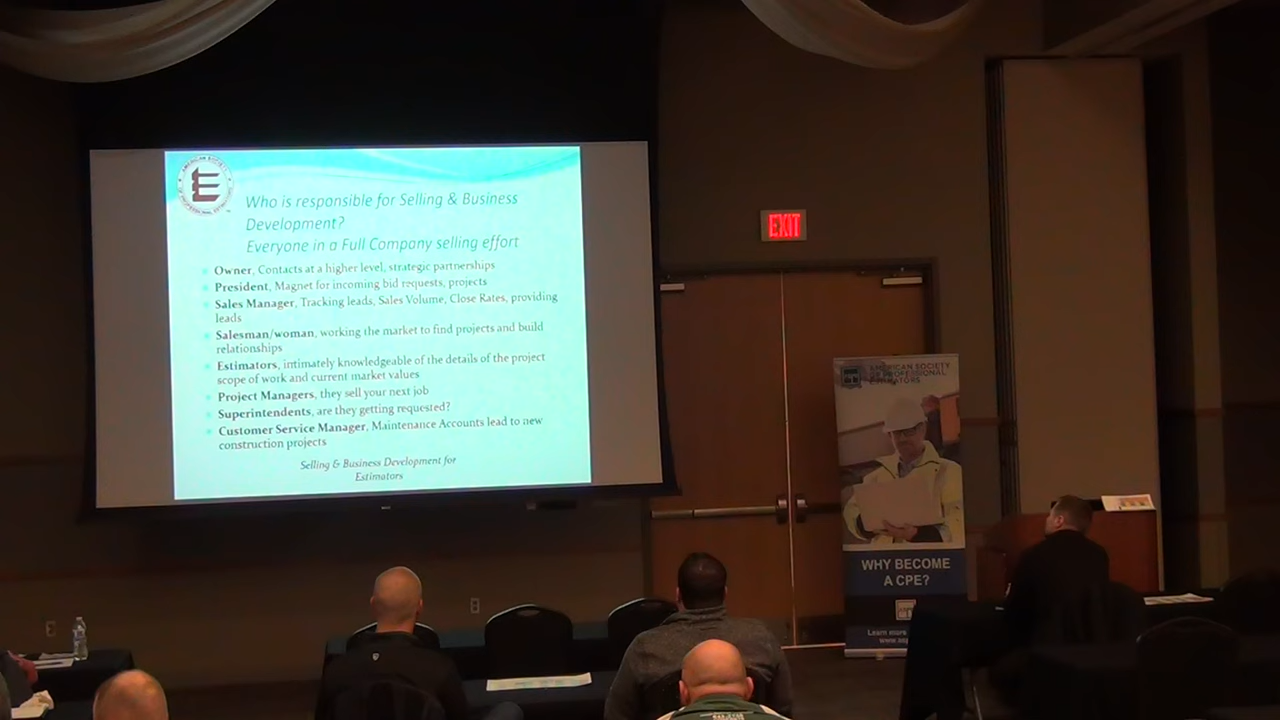 AMERICAN SOCIETY
Who is responsible for Selling & Business
Development?
Everyone in a Full Company selling effort
Owner, Contacts at a higher level, strategic partnerships
President, Magnet for incoming bid requests, projects
Sales Manager, Tracking leads, Sales Volume, Close Rates, providing
leads
Salesman/woman, working the market to find projects and build
relationships
Estimators, intimately knowledgeable of the details of the project
scope of work and current market values
Project Managers, they sell your next job
Superintendents, are they getting requested?
Customer Service Manager, Maintenance Accounts lead to new
construction projects
Selling & Business Development for
Estimators
EXIT
AMERICAN SOCIETY
OF PROFESSIONAL
ESTIMATORS
WHY BECOME
A CPE?
Learn more